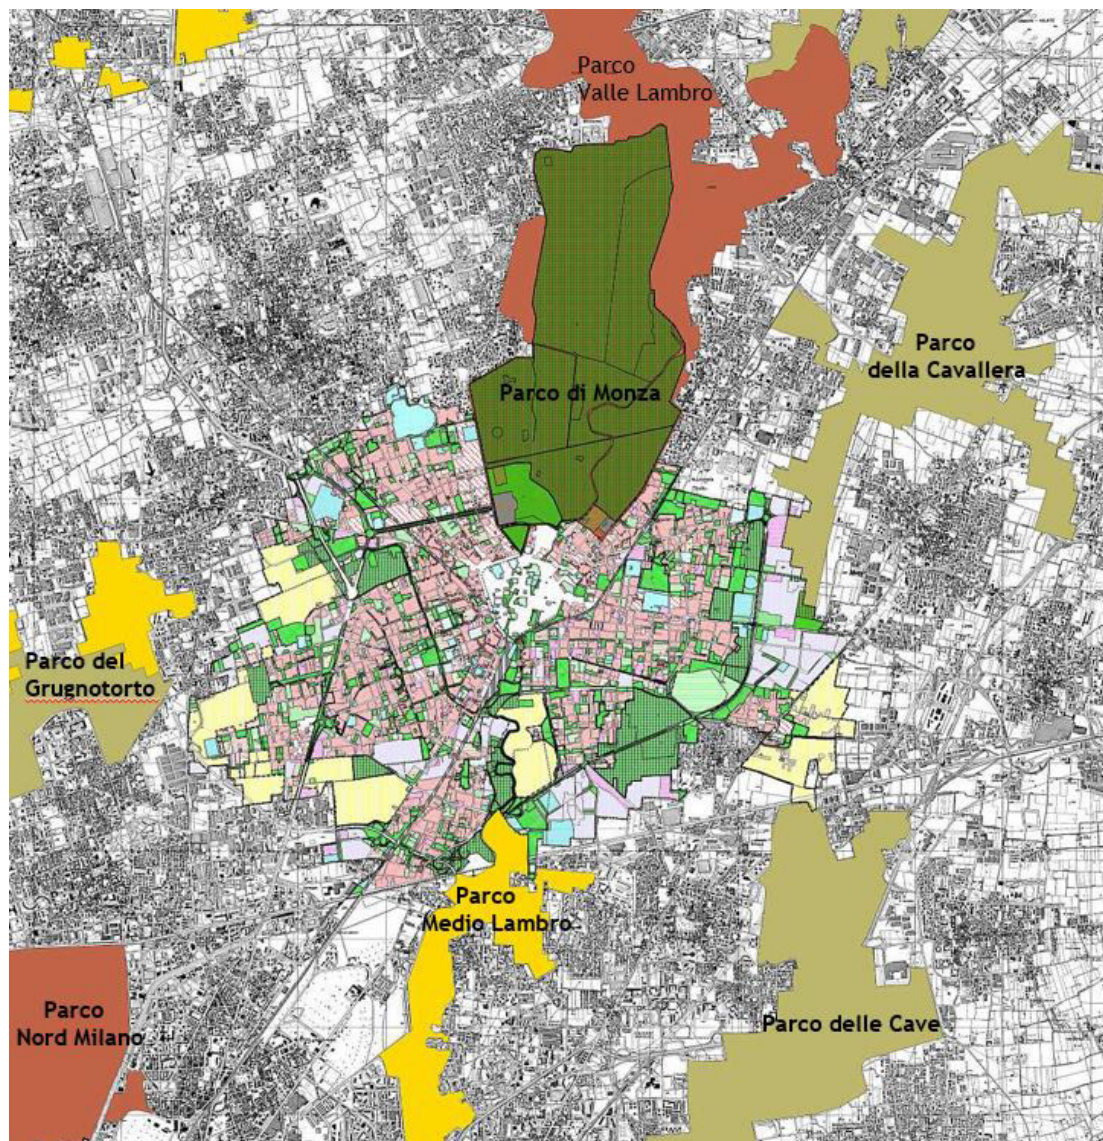 Parco
Valle Lambro
Parco
della Cavallera
Parco di Monza
Parco del
Grugnotorto
Parco
Medio Lambro
Parco
Nord Milano
Parco delle Cave